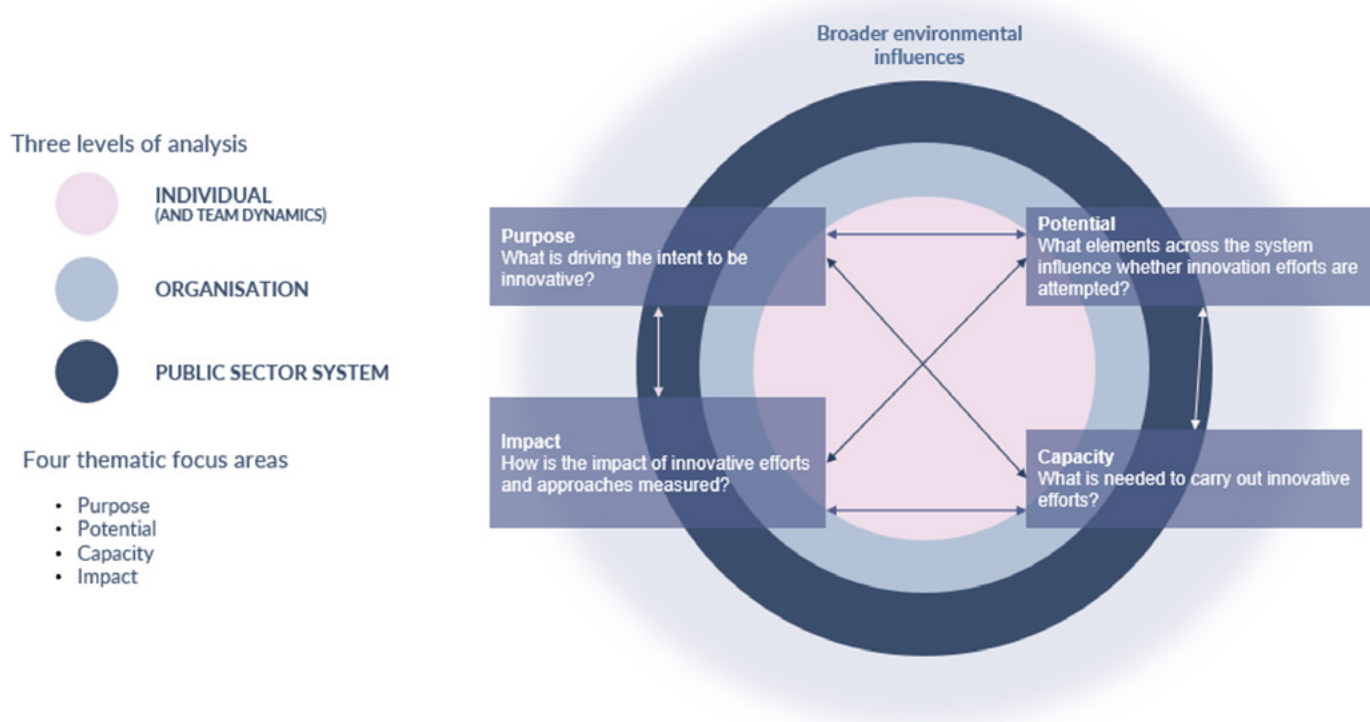 Broader environmental
influences
Three levels of analysis
INDIVIDUAL
(AND TEAM DYNAMICS)
ORGANISATION
PUBLIC SECTOR SYSTEM
Four thematic focus areas
• Purpose
• Potential
• Capacity
• Impact
Purpose
What is driving the intent to be
innovative?
Potential
What elements across the system
influence whether innovation efforts are
attempted?
Impact
How is the impact of innovative efforts
and approaches measured?
Capacity
What is needed to carry out innovative
efforts?